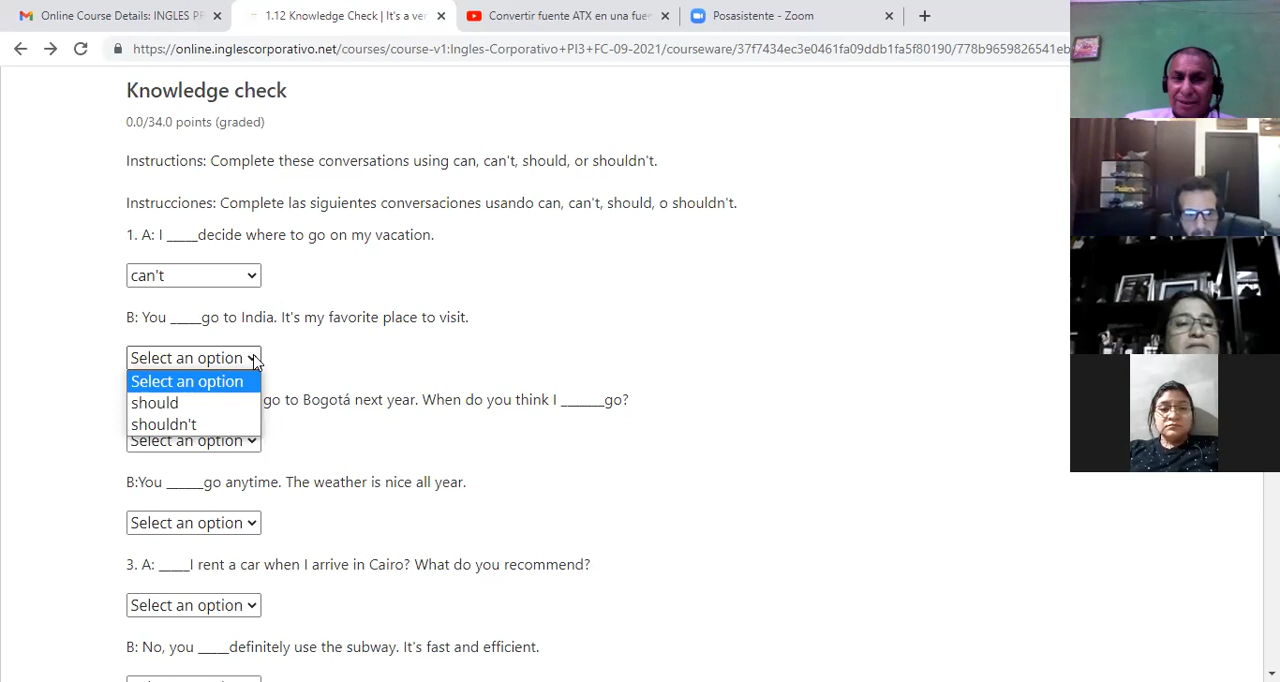 Online Course Details: INGLES PR
1.12 Knowledge Check | It's a ver
Convertir fuente ATX en una fue
Posasistente - Zoom
https://online.inglescorporativo.net/courses/course-v1:Ingles-Corporativo+PI3+FC-09-2021/courseware/37f7434ec3e0461fa09ddb1fa5f80190/778b9659826541eb
Knowledge check
0.0/34.0 points (graded)
Instructions: Complete these conversations using can, can't, should, or shouldn't.
Instrucciones: Complete las siguientes conversaciones usando can, can't, should, o shouldn't.
1. A: I ____decide where to go on my vacation.
can't
B: You ____go to India. It's my favorite place to visit.
Select an option
Select an option
should
go to Bogotá next year. When do you think I ______go?
shouldn't
Select an option
B:You _____go anytime. The weather is nice all year.
Select an option
3. A: ____I rent a car when I arrive in Cairo? What do you recommend?
Select an option
B: No, you ____definitely use the subway. It's fast and efficient.